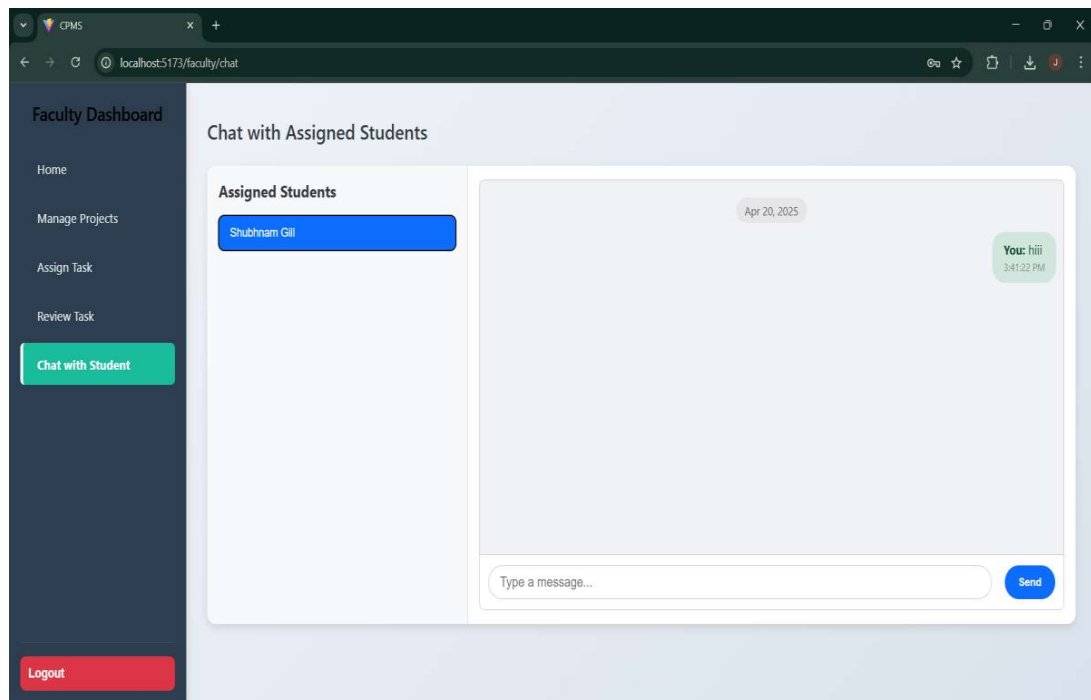 CPMS
localhost:5173/faculty/chat
J
Faculty Dashboard
Home
Manage Projects
Assign Task
Review Task
Chat with Student
Logout
Chat with Assigned Students
Assigned Students
Shubhnam Gill
Apr 20, 2025
You: hiii
3:41:22 PM
Type a message...
Send